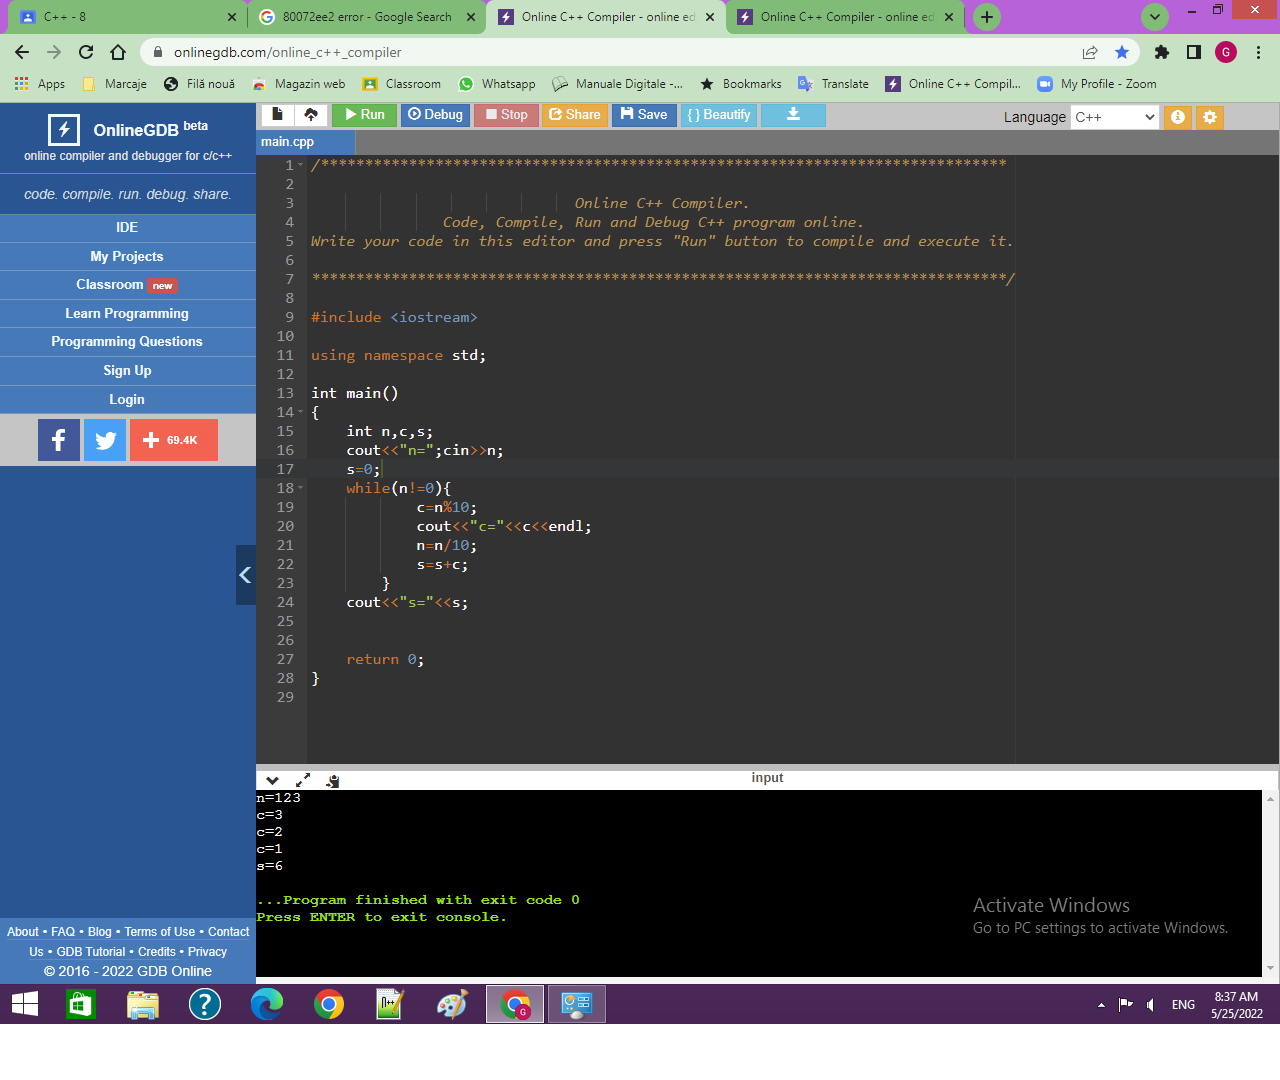 C++ - 8
80072ee2 error - Google Search
Online C++ Compiler - online ed
Online C++ Compiler - online ed
onlinegdb.com/online_c++_compiler
G
Apps
Marcaje
Filă nouă
Magazin web
Classroom
Whatsapp
Manuale Digitale -...
Bookmarks
Translate
Online C++ Compil...
My Profile - Zoom
OnlineGDB beta
online compiler and debugger for c/c++
code. compile. run. debug. share.
IDE
My Projects
Classroom new
Learn Programming
Programming Questions
Sign Up
Login
f
+ 69.4K
About • FAQ • Blog • Terms of Use • Contact
Us • GDB Tutorial • Credits • Privacy
© 2016 - 2022 GDB Online
Run
Debug
Stop
Share
Save
{ } Beautify
Language C++
main.cpp
1 /******************************************************************************
2
3 Online C++ Compiler.
4 Code, Compile, Run and Debug C++ program online.
5 Write your code in this editor and press "Run" button to compile and execute it.
6
7 *******************************************************************************/
8
9 #include <iostream>
10
11 using namespace std;
12
13 int main()
14 {
15 int n,c,s;
16 cout<<"n=";cin>>n;
17 s=0;
18 while(n!=0){
19 c=n%10;
20 cout<<"c="<<c<<endl;
21 n=n/10;
22 s=s+c;
23 }
24 cout<<"s="<<s;
25
26
27 return 0;
28 }
29
input
n=123
c=3
c=2
c=1
s=6
...Program finished with exit code 0
Press ENTER to exit console.
Activate Windows
Go to PC settings to activate Windows.
ENG
8:37 AM
5/25/2022